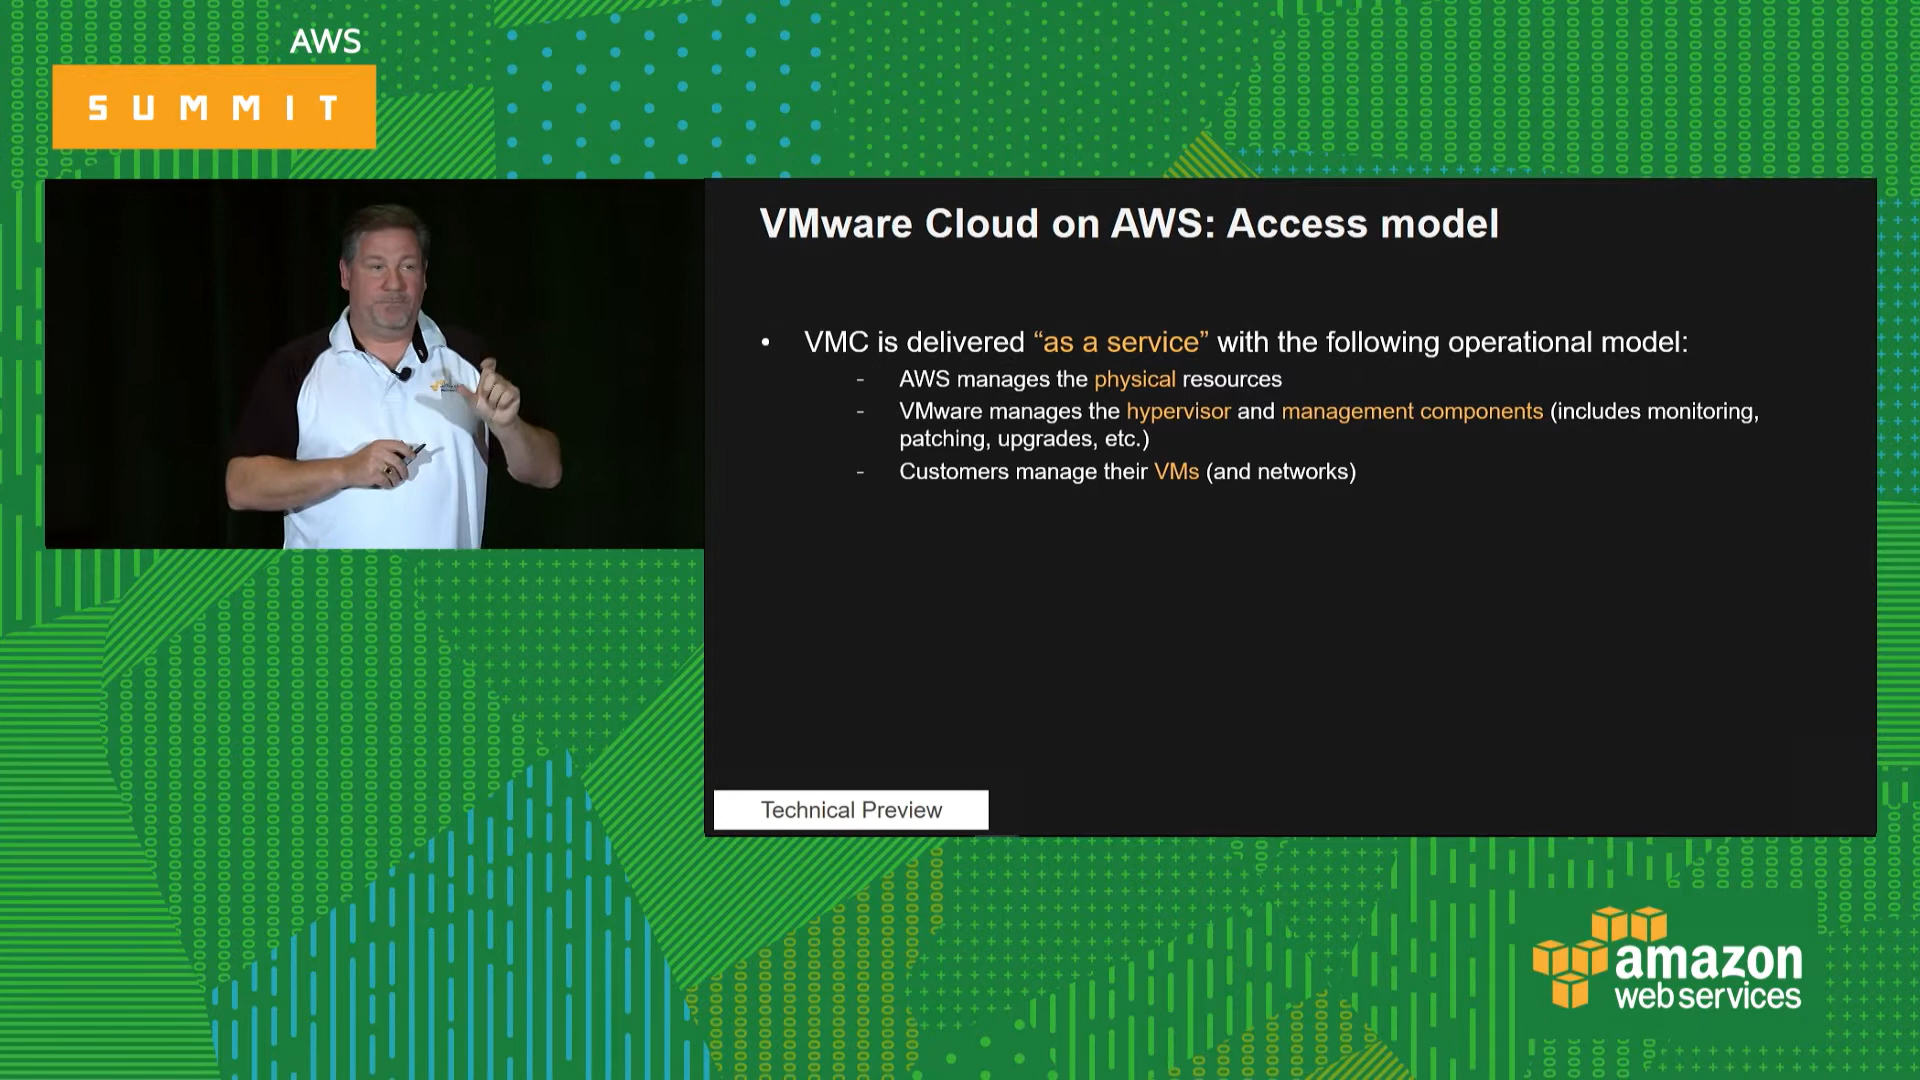 AWS
SUMMIT
VMware Cloud on AWS: Access model
• VMC is delivered “as a service” with the following operational model:
- AWS manages the physical resources
- VMware manages the hypervisor and management components (includes monitoring,
patching, upgrades, etc.)
- Customers manage their VMs (and networks)
Technical Preview
amazon
web services